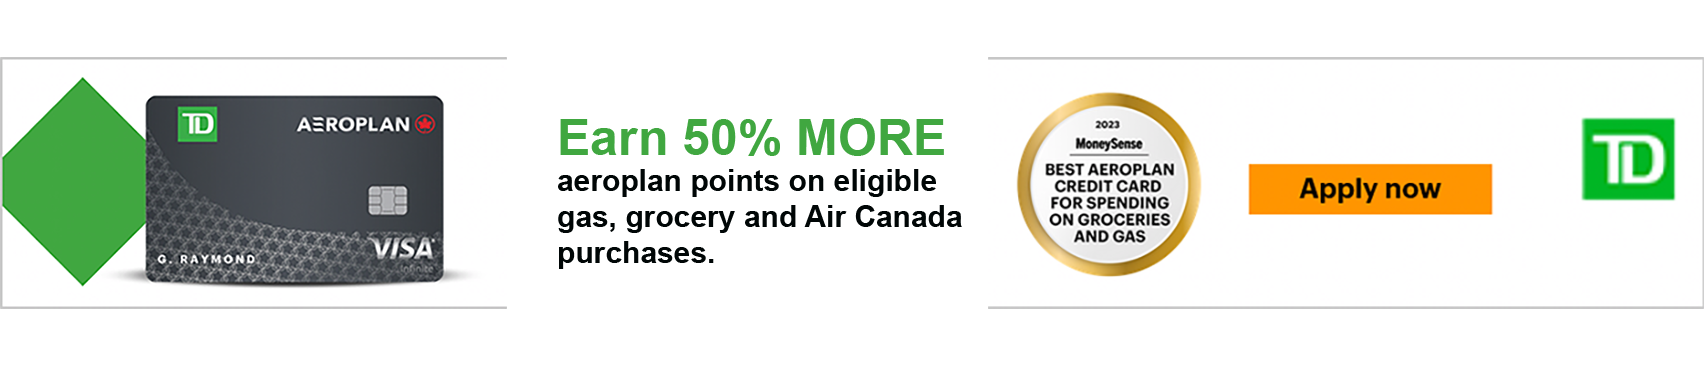 TD
AEROPLAN
VISA
Infinite
G. RAYMOND
Earn 50% MORE
aeroplan points on eligible
gas, grocery and Air Canada
purchases.
2023
MoneySense
BEST AEROPLAN
CREDIT CARD
FOR SPENDING
ON GROCERIES
AND GAS
Apply now
TD